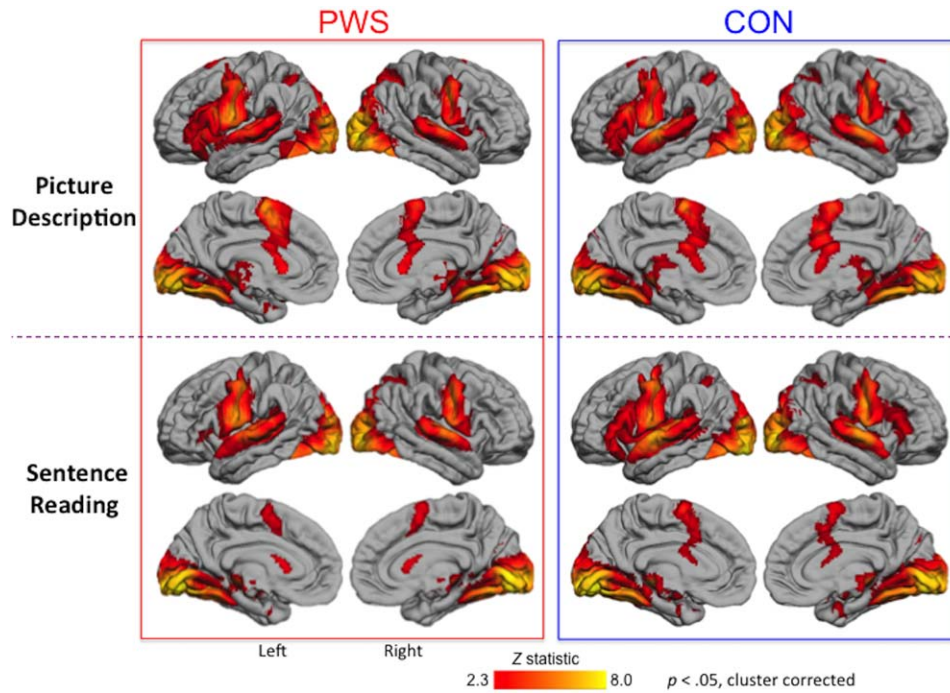 PWS
CON
Picture
Description
Sentence
Reading
Left
Right
Z statistic
2.3
8.0
p < .05, cluster corrected